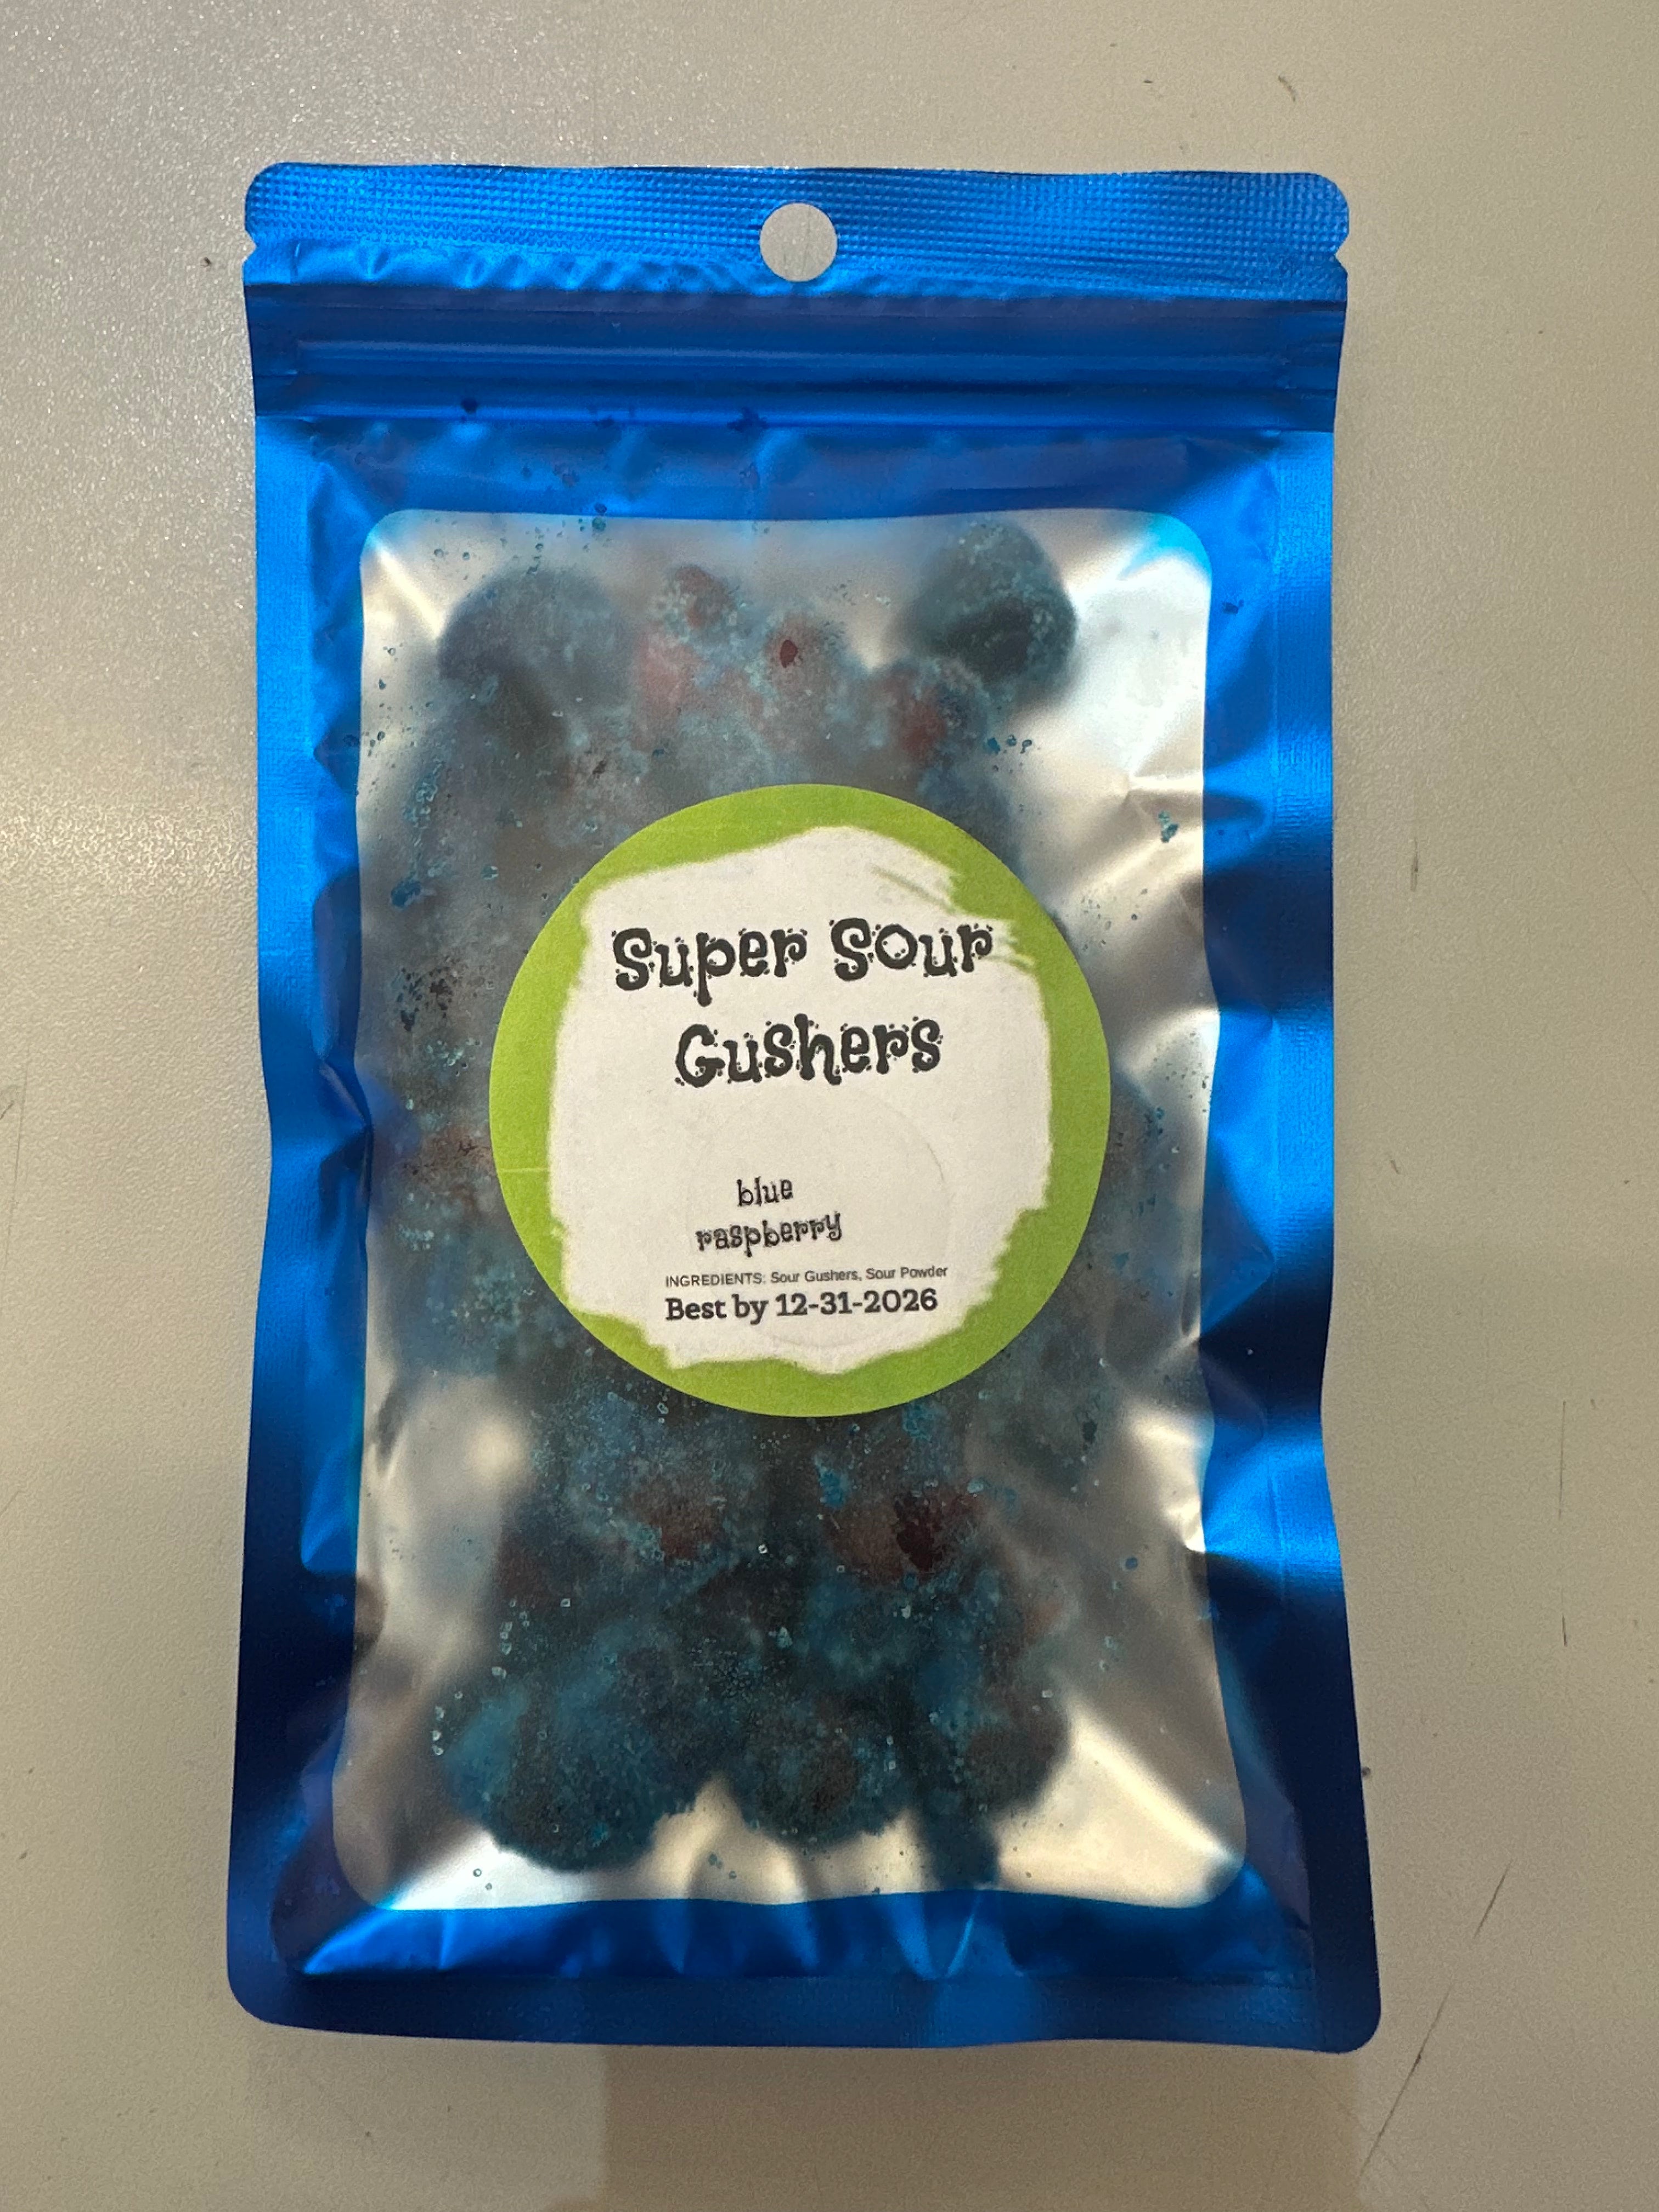 Super Sour
Gushers
blue
raspberry
INGREDIENTS: Sour Gushers, Sour Powder
Best by 12-31-2026